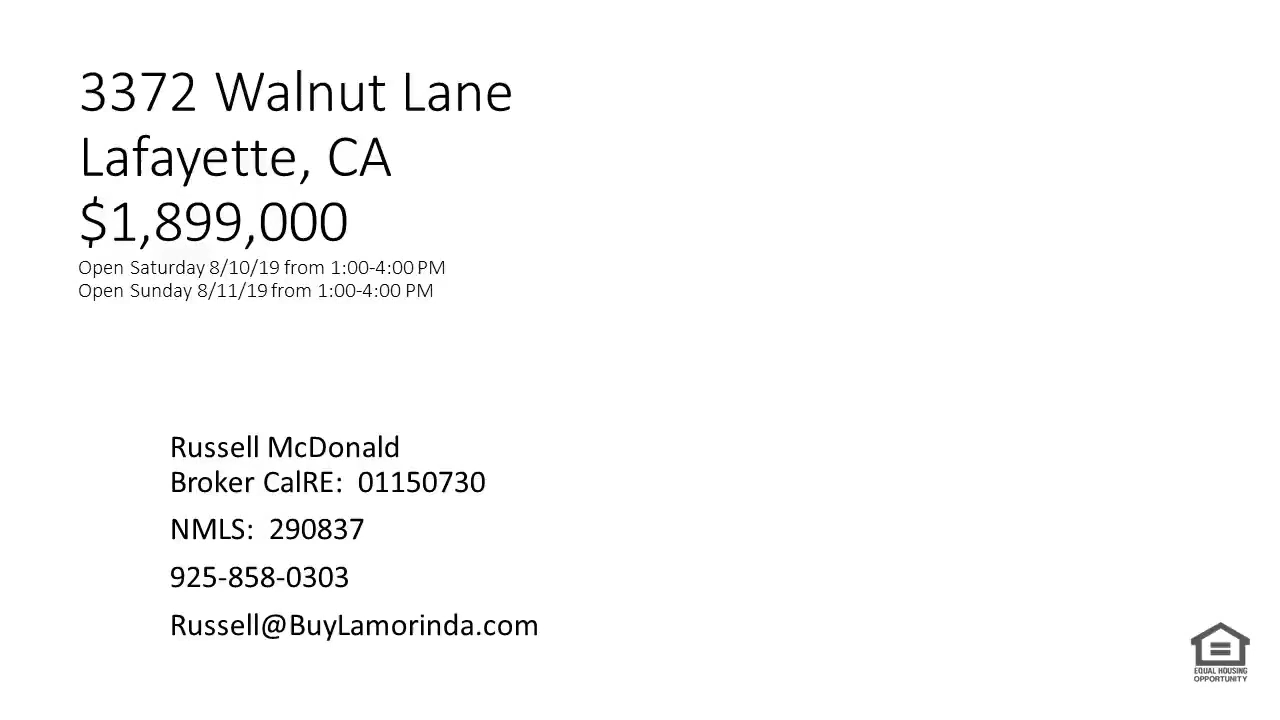 3372 Walnut Lane
Lafayette, CA
$1,899,000
Open Saturday 8/10/19 from 1:00-4:00 PM
Open Sunday 8/11/19 from 1:00-4:00 PM
Russell McDonald
Broker CalRE:  01150730
NMLS:  290837
925-858-0303
Russell@BuyLamorinda.com
EQUAL HOUSING
OPPORTUNITY